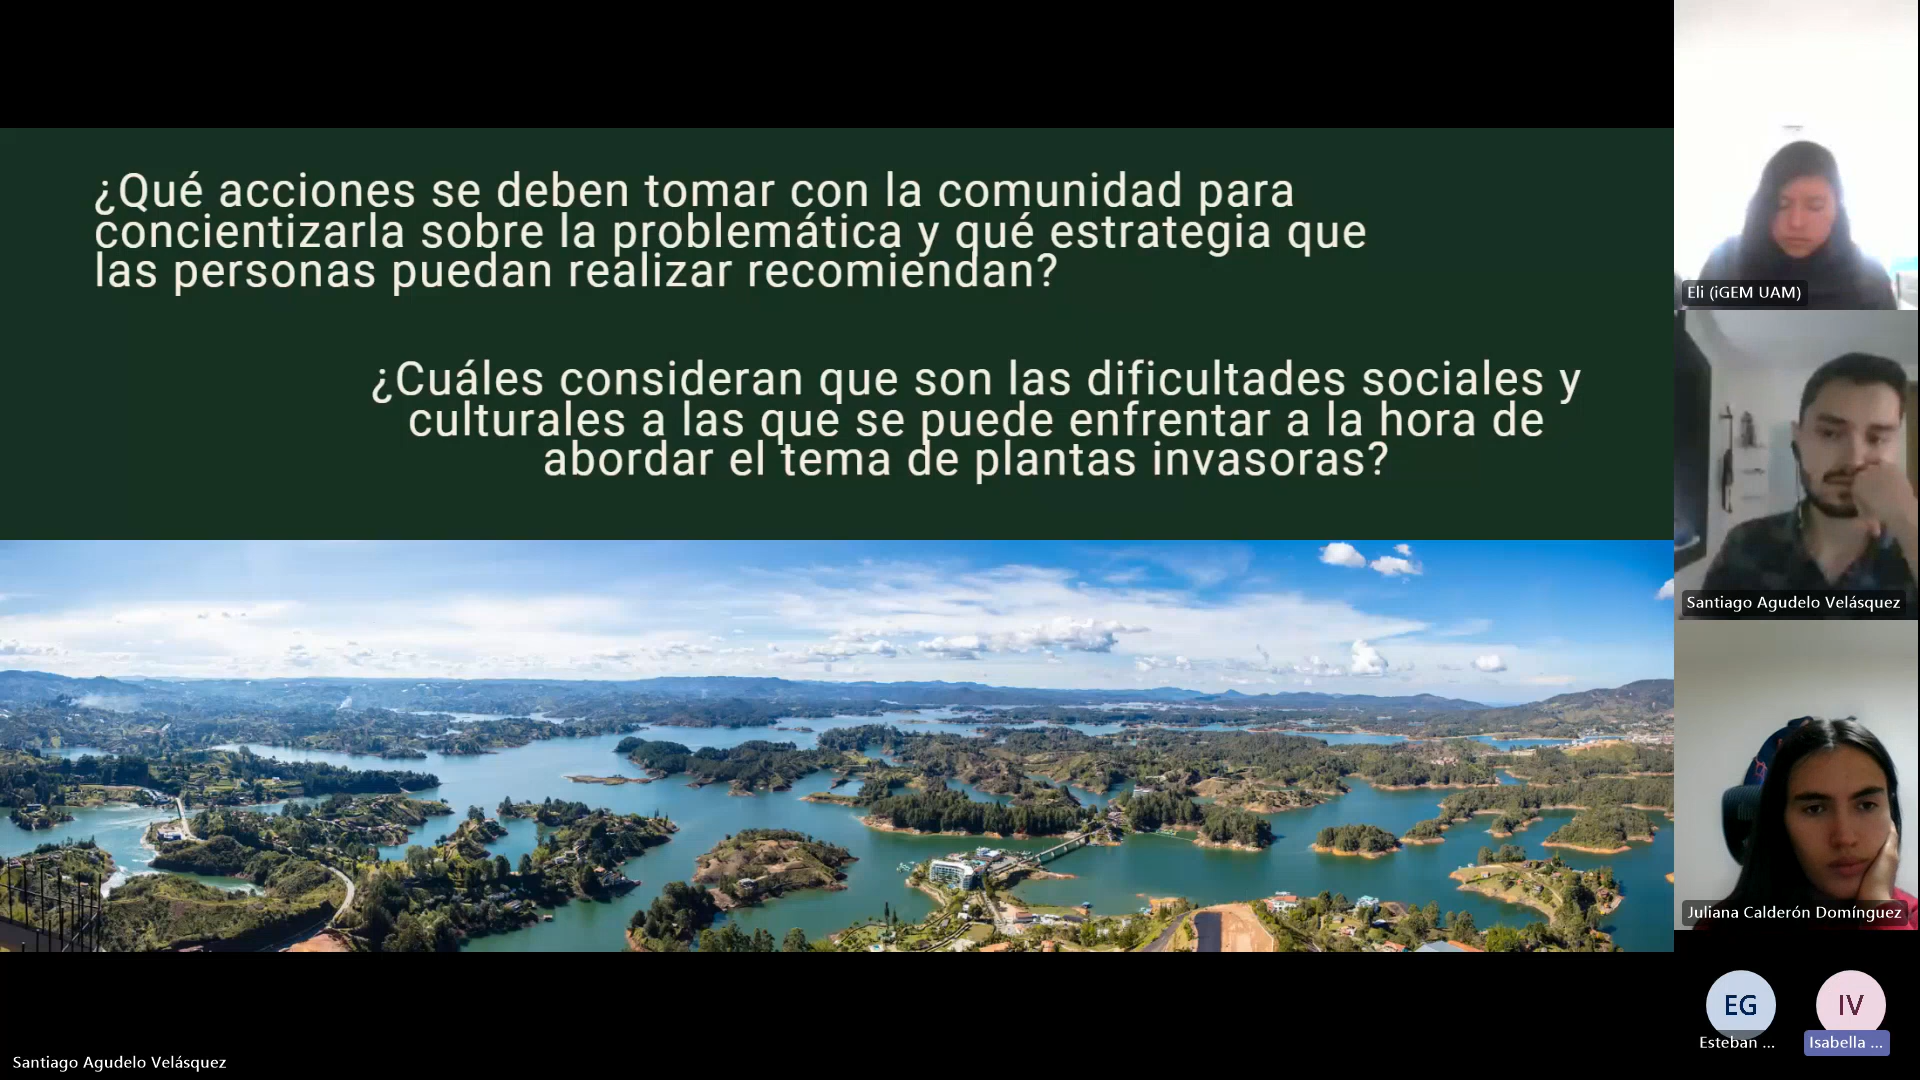 ¿Qué acciones se deben tomar con la comunidad para
concientizarla sobre la problemática y qué estrategia que
las personas puedan realizar recomiendan?
¿Cuáles consideran que son las dificultades sociales y
culturales a las que se puede enfrentar a la hora de
abordar el tema de plantas invasoras?
Eli (iGEM UAM)
Santiago Agudelo Velásquez
Juliana Calderón Domínguez
EG
Esteban ...
IV
Isabella ...
Santiago Agudelo Velásquez